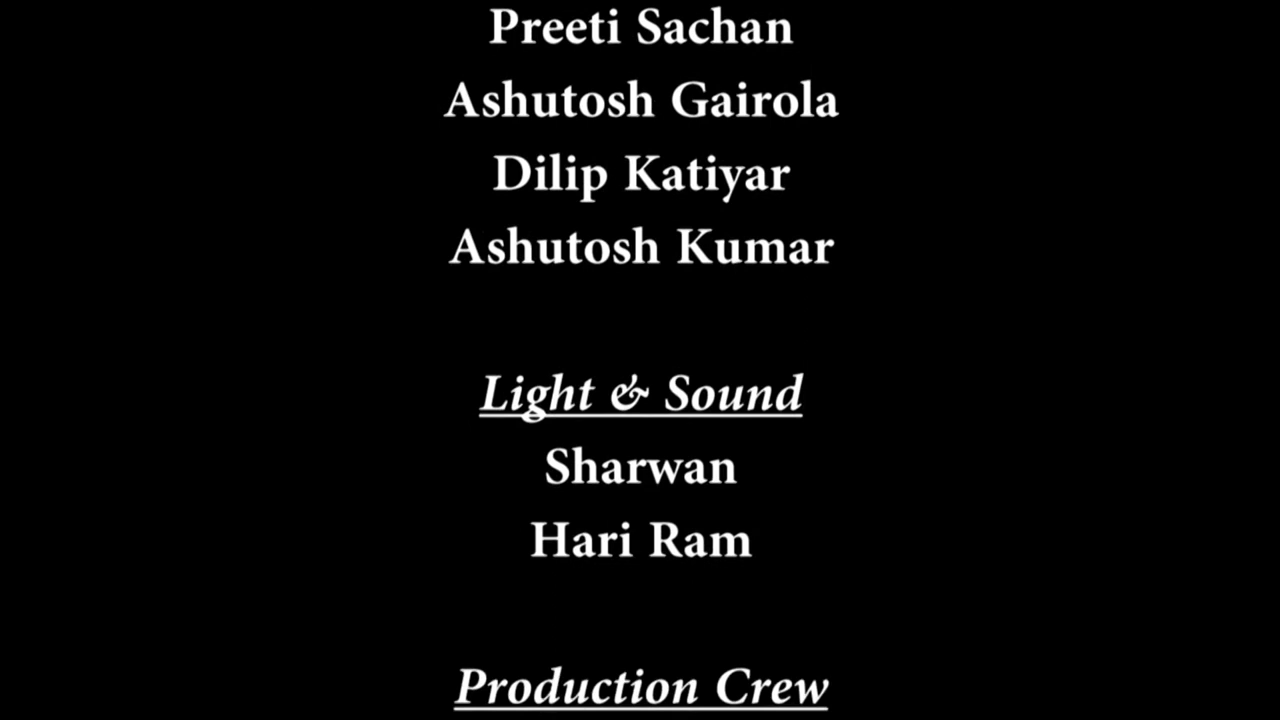 Preeti Sachan
Ashutosh Gairola
Dilip Katiyar
Ashutosh Kumar
Light & Sound
Sharwan
Hari Ram
Production Crew